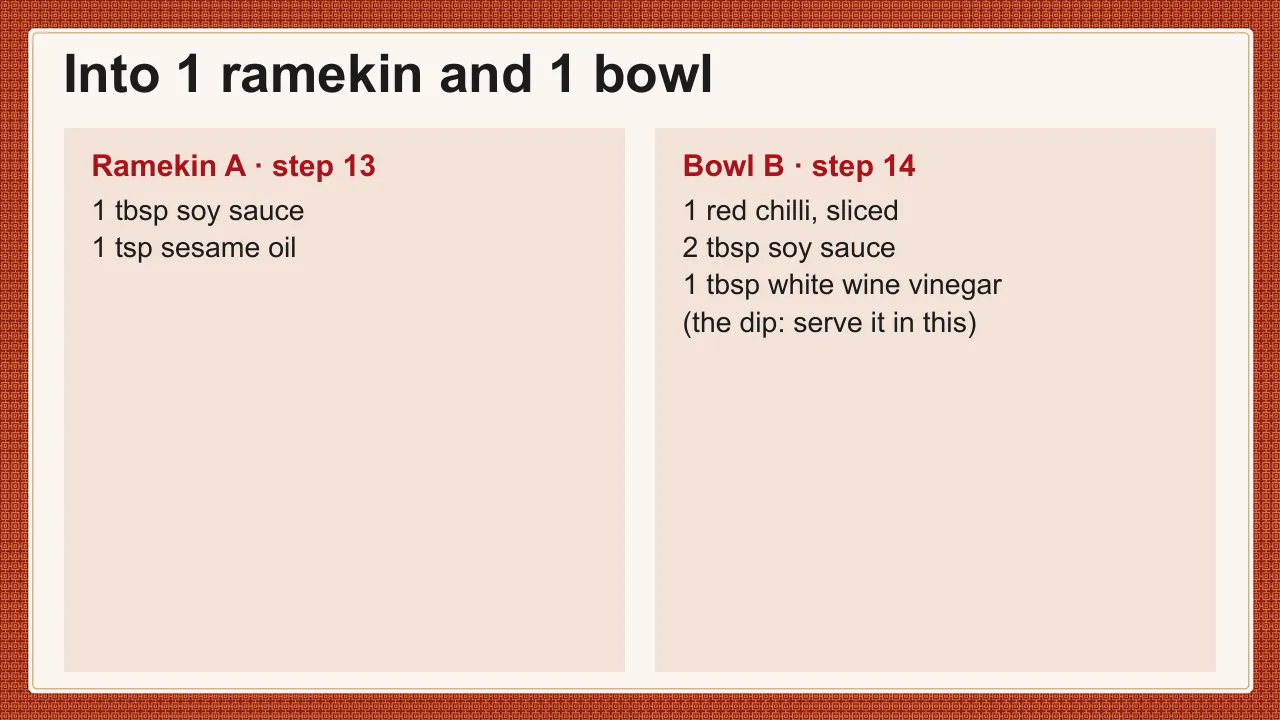 Into 1 ramekin and 1 bowl
Ramekin A · step 13
1 tbsp soy sauce
1 tsp sesame oil
Bowl B · step 14
1 red chilli, sliced
2 tbsp soy sauce
1 tbsp white wine vinegar
(the dip: serve it in this)